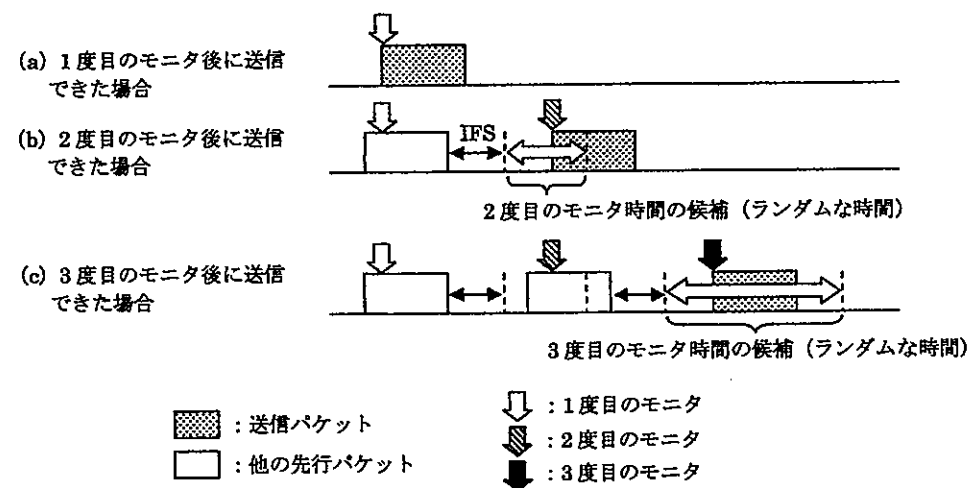 (a) 1度目のモニタ後に送信
できた場合
(b) 2度目のモニタ後に送信
できた場合
IFS
2度目のモニタ時間の候補(ランダムな時間)
(c) 3度目のモニタ後に送信
できた場合
3度目のモニタ時間の候補(ランダムな時間)
:送信パケット
:他の先行パケット
:1度目のモニタ
:2度目のモニタ
:3度目のモニタ